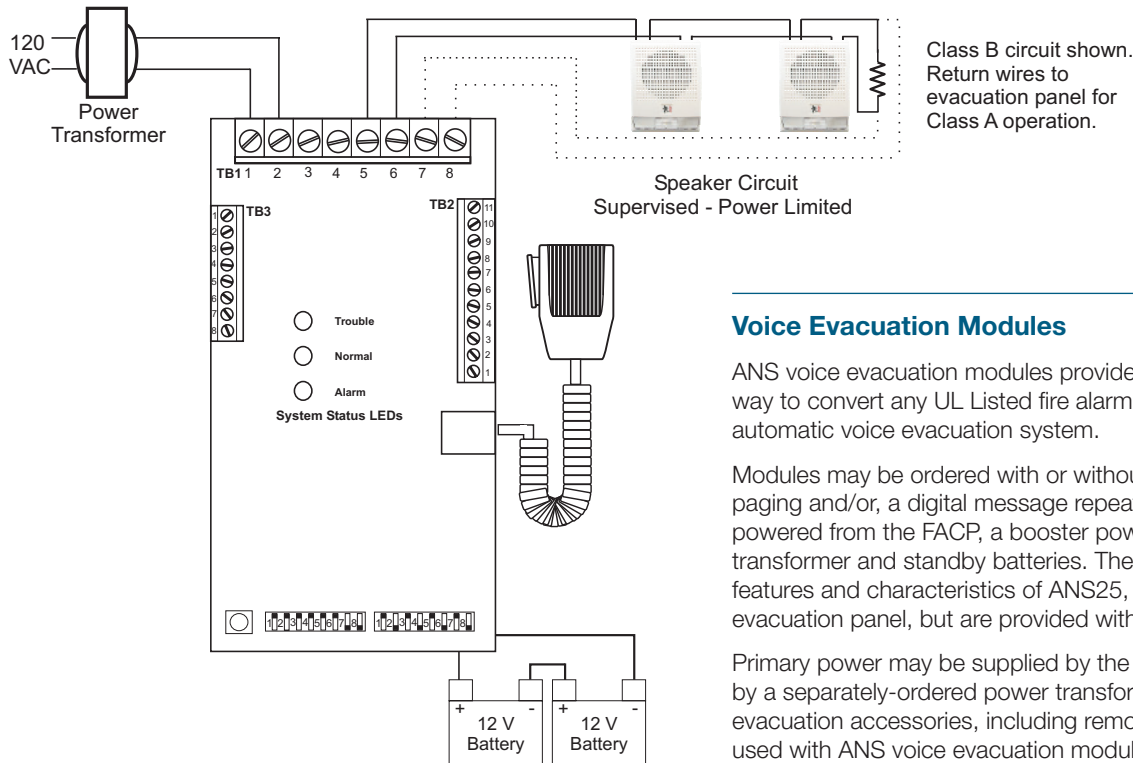 120
VAC
Power
Transformer
Class B circuit shown.
Return wires to
evacuation panel for
Class A operation.
Speaker Circuit
Supervised - Power Limited
TB1 1 2 3 4 5 6 7 8
TB3
1
2
3
4
5
6
7
8
TB2
11
10
9
8
7
6
5
4
3
2
1
Trouble
Normal
Alarm
System Status LEDs
1 2 3 4 5 6 7 8
1 2 3 4 5 6 7 8
+ -
12 V
Battery
+ -
12 V
Battery
Voice Evacuation Modules
ANS voice evacuation modules provide
way to convert any UL Listed fire alarm
automatic voice evacuation system.
Modules may be ordered with or
paging and/or, a digital message
powered from the FACP, a booster
transformer and standby batteries. The
features and characteristics of ANS25,
evacuation panel, but are provided with
Primary power may be supplied by the
by a separately-ordered power
evacuation accessories, including
used with ANS voice evacuation